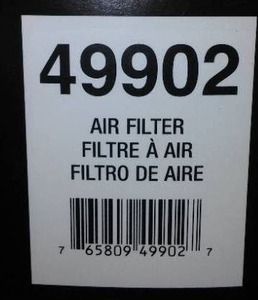 49902
AIR FILTER
FILTRE À AIR
FILTRO DE AIRE
7 65809 49902 7